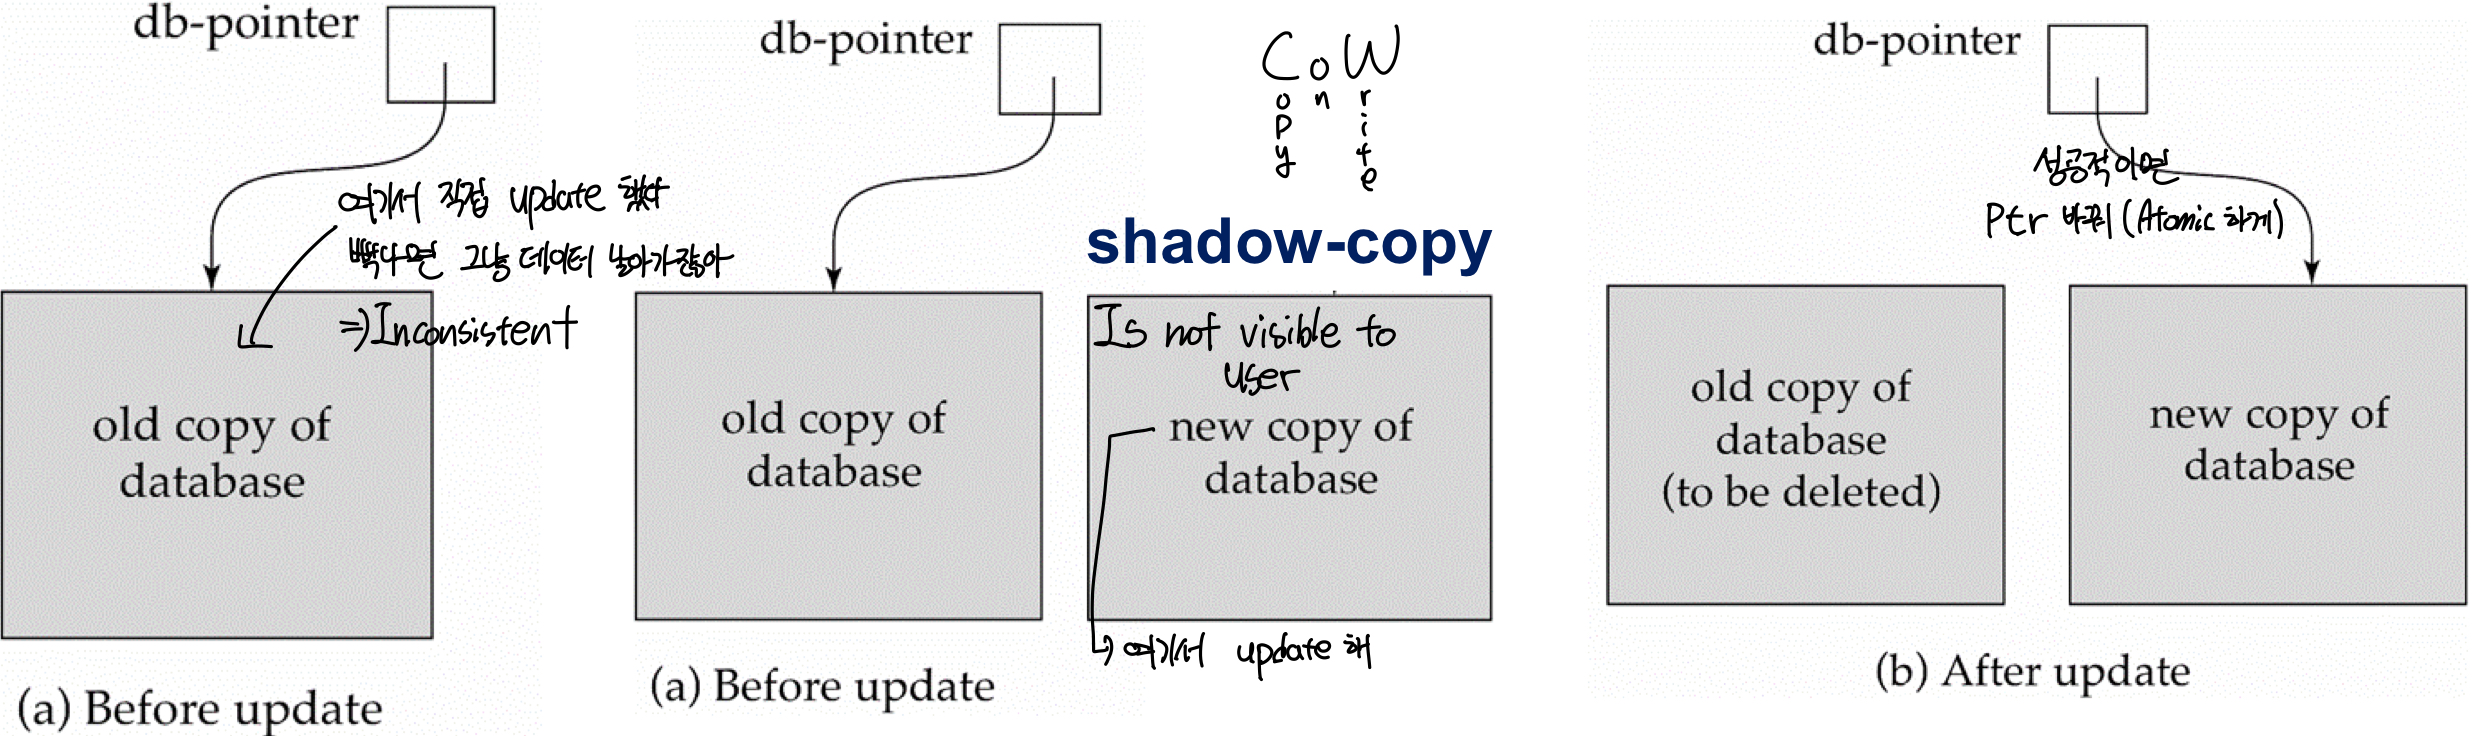 db-pointer
여기서 직접 update 했다
뻑나면 그냥 데이터 날아가잖아
⇒ Inconsistent
old copy of
database
(a) Before update
db-pointer
old copy of
database
(a) Before update
CoW
Copy
on
Write
shadow-copy
Is not visible to
user
new copy of
database
여기서 update 해
db-pointer
성공적이면
Ptr 바꿔 (Atomic 하게)
old copy of
database
(to be deleted)
new copy of
database
(b) After update